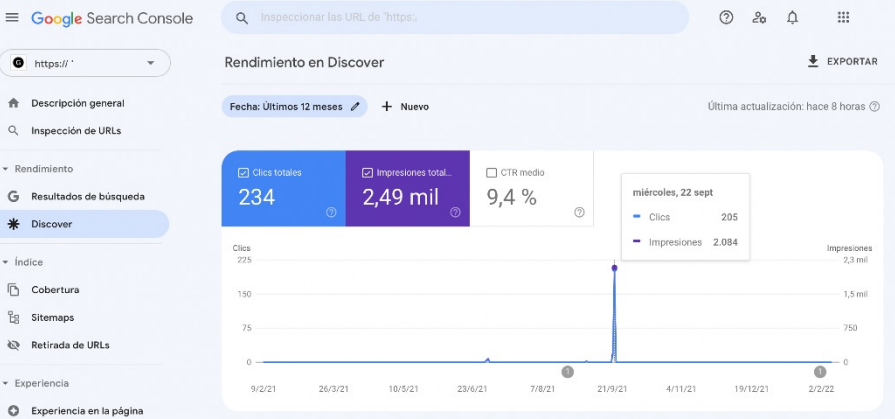 Google Search Console
Inspeccionar las URL de "https:.
https://
Rendimiento en Discover
EXPORTAR
Descripción general
Fecha: Últimos 12 meses
+ Nuevo
Última actualización: hace 8 horas
Inspección de URLs
Rendimiento
Resultados de búsqueda
Discover
Clics totales
234
Impresiones total...
2,49 mil
CTR medio
9,4 %
miércoles, 22 sept
Clics 205
Impresiones 2.084
Índice
Cobertura
Sitemaps
Retirada de URLs
Experiencia
Experiencia en la página
Clics
225
150
75
0
Impresiones
2,3 mil
1,5 mil
750
0
1
1
9/2/21 26/3/21 10/5/21 23/6/21 7/8/21 21/9/21 4/11/21 19/12/21 2/2/22